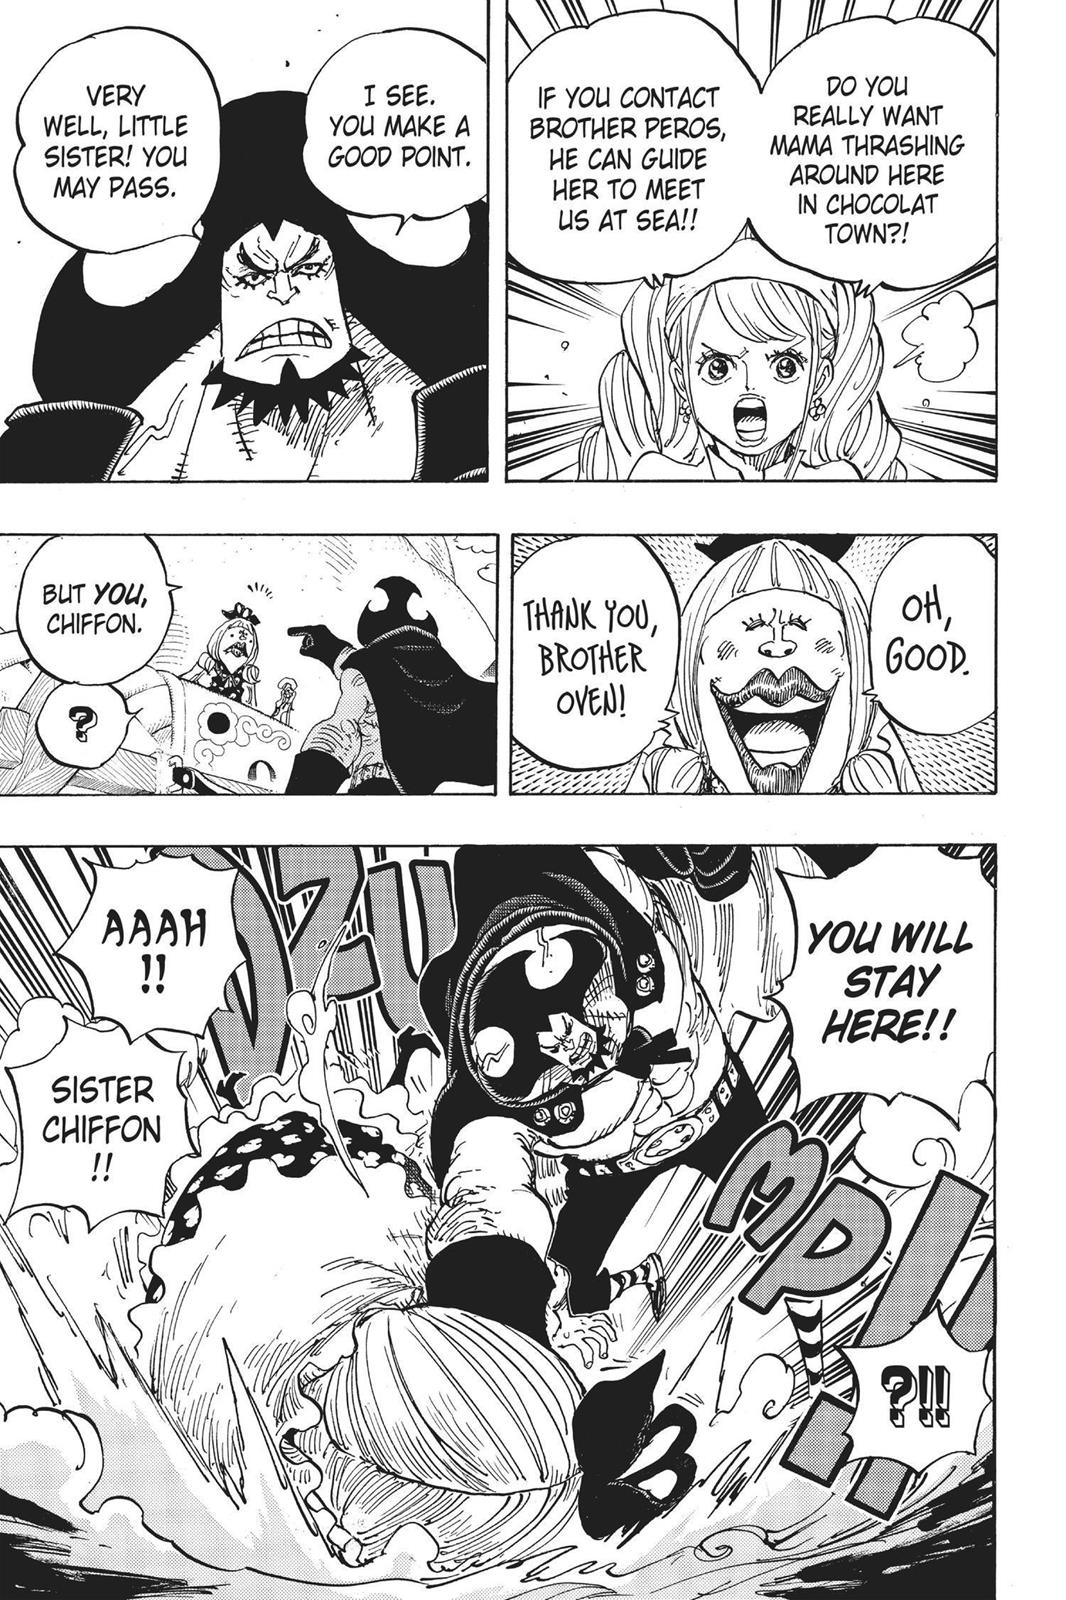 DO YOU
REALLY WANT
MAMA THRASHING
AROUND HERE
IN CHOCOLAT
TOWN?!
IF YOU CONTACT
BROTHER PEROS,
HE CAN GUIDE
HER TO MEET
US AT SEA!!
I SEE.
YOU MAKE A
GOOD POINT.
VERY
WELL, LITTLE
SISTER! YOU
MAY PASS.
OH,
GOOD.
THANK YOU,
BROTHER
OVEN!
BUT YOU,
CHIFFON.
?
YOU WILL
STAY
HERE!!
AAAH
!!
SISTER
CHIFFON
!!
?!!